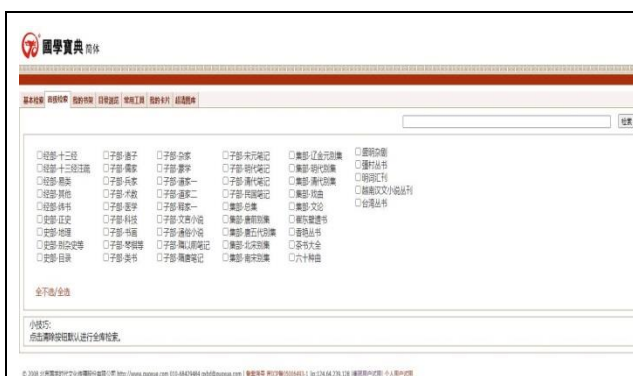 國學寶典 简体
基本检索 高级检索 我的书架 目录浏览 常用工具 我的卡片 超清图库
检索
经部-十三经 子部-诸子 子部-杂家 子部-宋元笔记 集部-辽金元别集 晚明杂剧
经部-十三经注疏 子部-儒家 子部-蒙学 子部-明代笔记 集部-明代别集 彊村丛书
经部-易类 子部-兵家 子部-道家一 子部-清代笔记 集部-清代别集 明词汇刊
经部-其他 子部-术数 子部-道家二 子部-民国笔记 集部-戏曲 越南汉文小说丛刊
经部-纬书 子部-医学 子部-释家一 集部-总集 集部-文论 台湾丛书
史部-正史 子部-科技 子部-文言小说 集部-唐前别集 崔东壁遗书
史部-地理 子部-书画 子部-通俗小说 集部-唐五代别集 香艳丛书
史部-别杂史等 子部-琴棋等 子部-隋以前笔记 集部-北宋别集 茶书大全
史部-目录 子部-类书 子部-隋唐笔记 集部-南宋别集 六十种曲
全不选/全选
小技巧:
点击清除按钮默认进行全库检索。